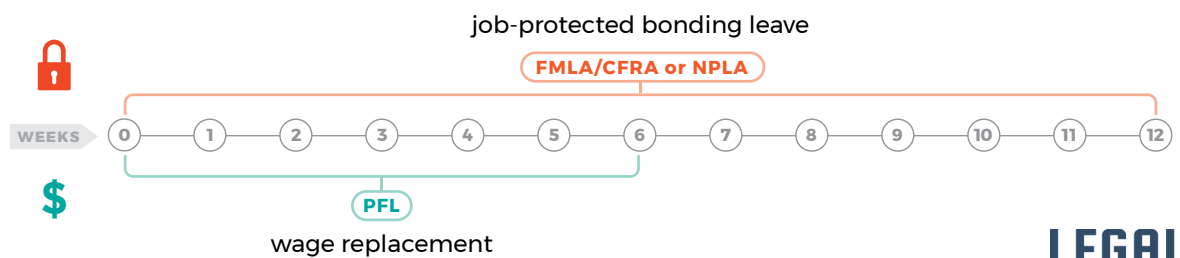 job-protected bonding leave
FMLA/CFRA or NPLA
WEEKS 0 1 2 3 4 5 6 7 8 9 10 11 12
$
PFL
wage replacement
LEGAL